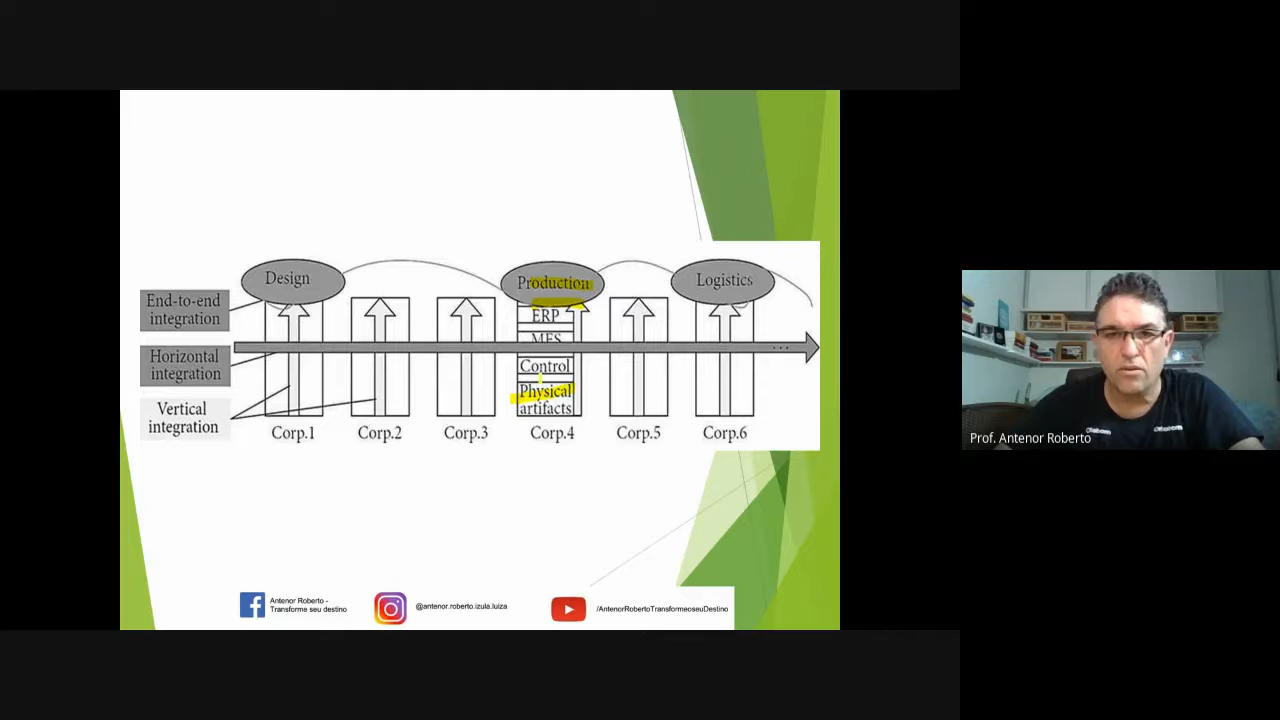 Design
Production
Logistics
End-to-end
integration
ERP
MES
Horizontal
integration
Control
Physical
artifacts
Vertical
integration
Corp.1
Corp.2
Corp.3
Corp.4
Corp.5
Corp.6
Prof. Antenor Roberto
Antenor Roberto -
Transforme seu destino
@antenor.roberto.izula.luiza
/AntenorRobertoTransformeoseuDestino